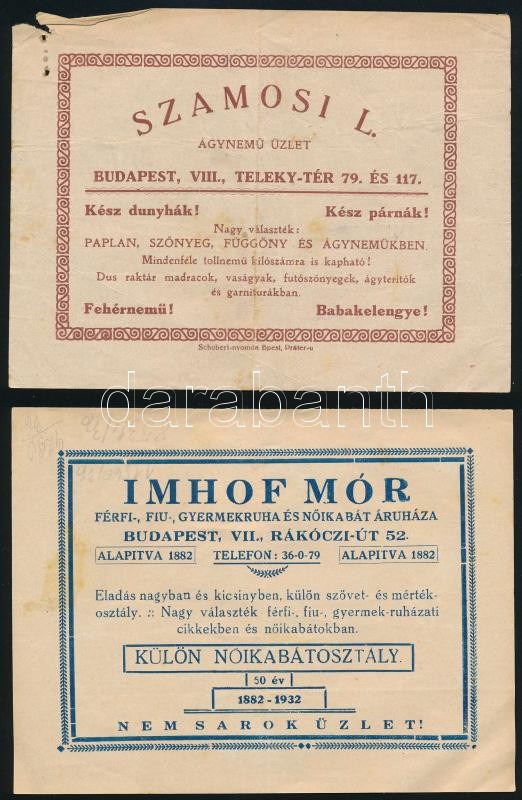 SZAMOSI L.
ÁGYNEMŰ ÜZLET
BUDAPEST, VIII., TELEKY-TÉR 79. ÉS 117.
Kész dunyhák! Kész párnák!
Nagy választék:
PAPLAN, SZŐNYEG, FÜGGÖNY ÉS ÁGYNEMŰKBEN.
Mindenféle tollnemű kilószámra is kapható!
Dus raktár madracok, vaságyak, futószőnyegek, ágyteritők
és garniturákban.
Fehérnemű! Babakelengye!
Schubert-nyomda Bpest, Práter-u
darabanth
IMHOF MÓR
FÉRFI-, FIU-, GYERMEKRUHA ÉS NŐIKABÁT ÁRUHÁZA
BUDAPEST, VII., RÁKÓCZI-ÚT 52.
ALAPITVA 1882 TELEFON: 36-0-79 ALAPITVA 1882
Eladás nagyban és kicsinyben, külön szövet- és mérték-
osztály. :: Nagy választék férfi-, fiu-, gyermek-ruházati
cikkekben és nőikabátokban.
KÜLÖN NŐIKABÁTOSZTÁLY.
50 év
1882-1932
NEM SAROKÜZLET!